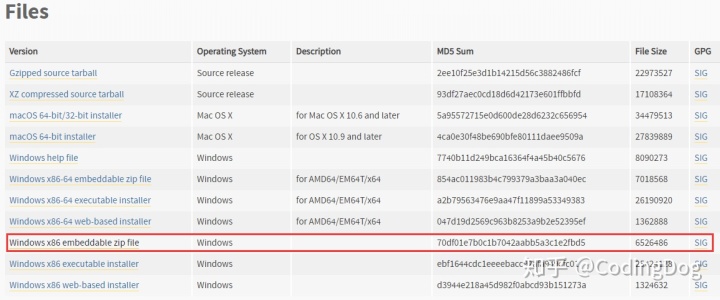 Files
Version Operating System Description MD5 Sum File Size GPG
Gzipped source tarball Source release 2ee10f25e3d1b14215d56c3882486fcf 22973527 SIG
XZ compressed source tarball Source release 93df27aec0cd18d6d42173e601ffbbfd 17108364 SIG
macOS 64-bit/32-bit installer Mac OS X for Mac OS X 10.6 and later 5a95572715e0d600de28d6232c656954 34479513 SIG
macOS 64-bit installer Mac OS X for OS X 10.9 and later 4ca0e30f48be690bfe80111daee9509a 27839889 SIG
Windows help file Windows 7740b11d249bca16364f4a45b40c5676 8090273 SIG
Windows x86-64 embeddable zip file Windows for AMD64/EM64T/x64 854ac011983b4c799379a3baa3a040ec 7018568 SIG
Windows x86-64 executable installer Windows for AMD64/EM64T/x64 a2b79563476e9aa47f11899a53349383 26190920 SIG
Windows x86-64 web-based installer Windows for AMD64/EM64T/x64 047d19d2569c963b8253a9b2e52395ef 1362888 SIG
Windows x86 embeddable zip file Windows 70df01e7b0c1b7042aabb5a3c1e2fbd5 6526486 SIG
Windows x86 executable installer Windows SIG
Windows x86 web-based installer Windows d3944e218a45d982f0abcd93b151273a 1324632 SIG
知乎 @CodingDog